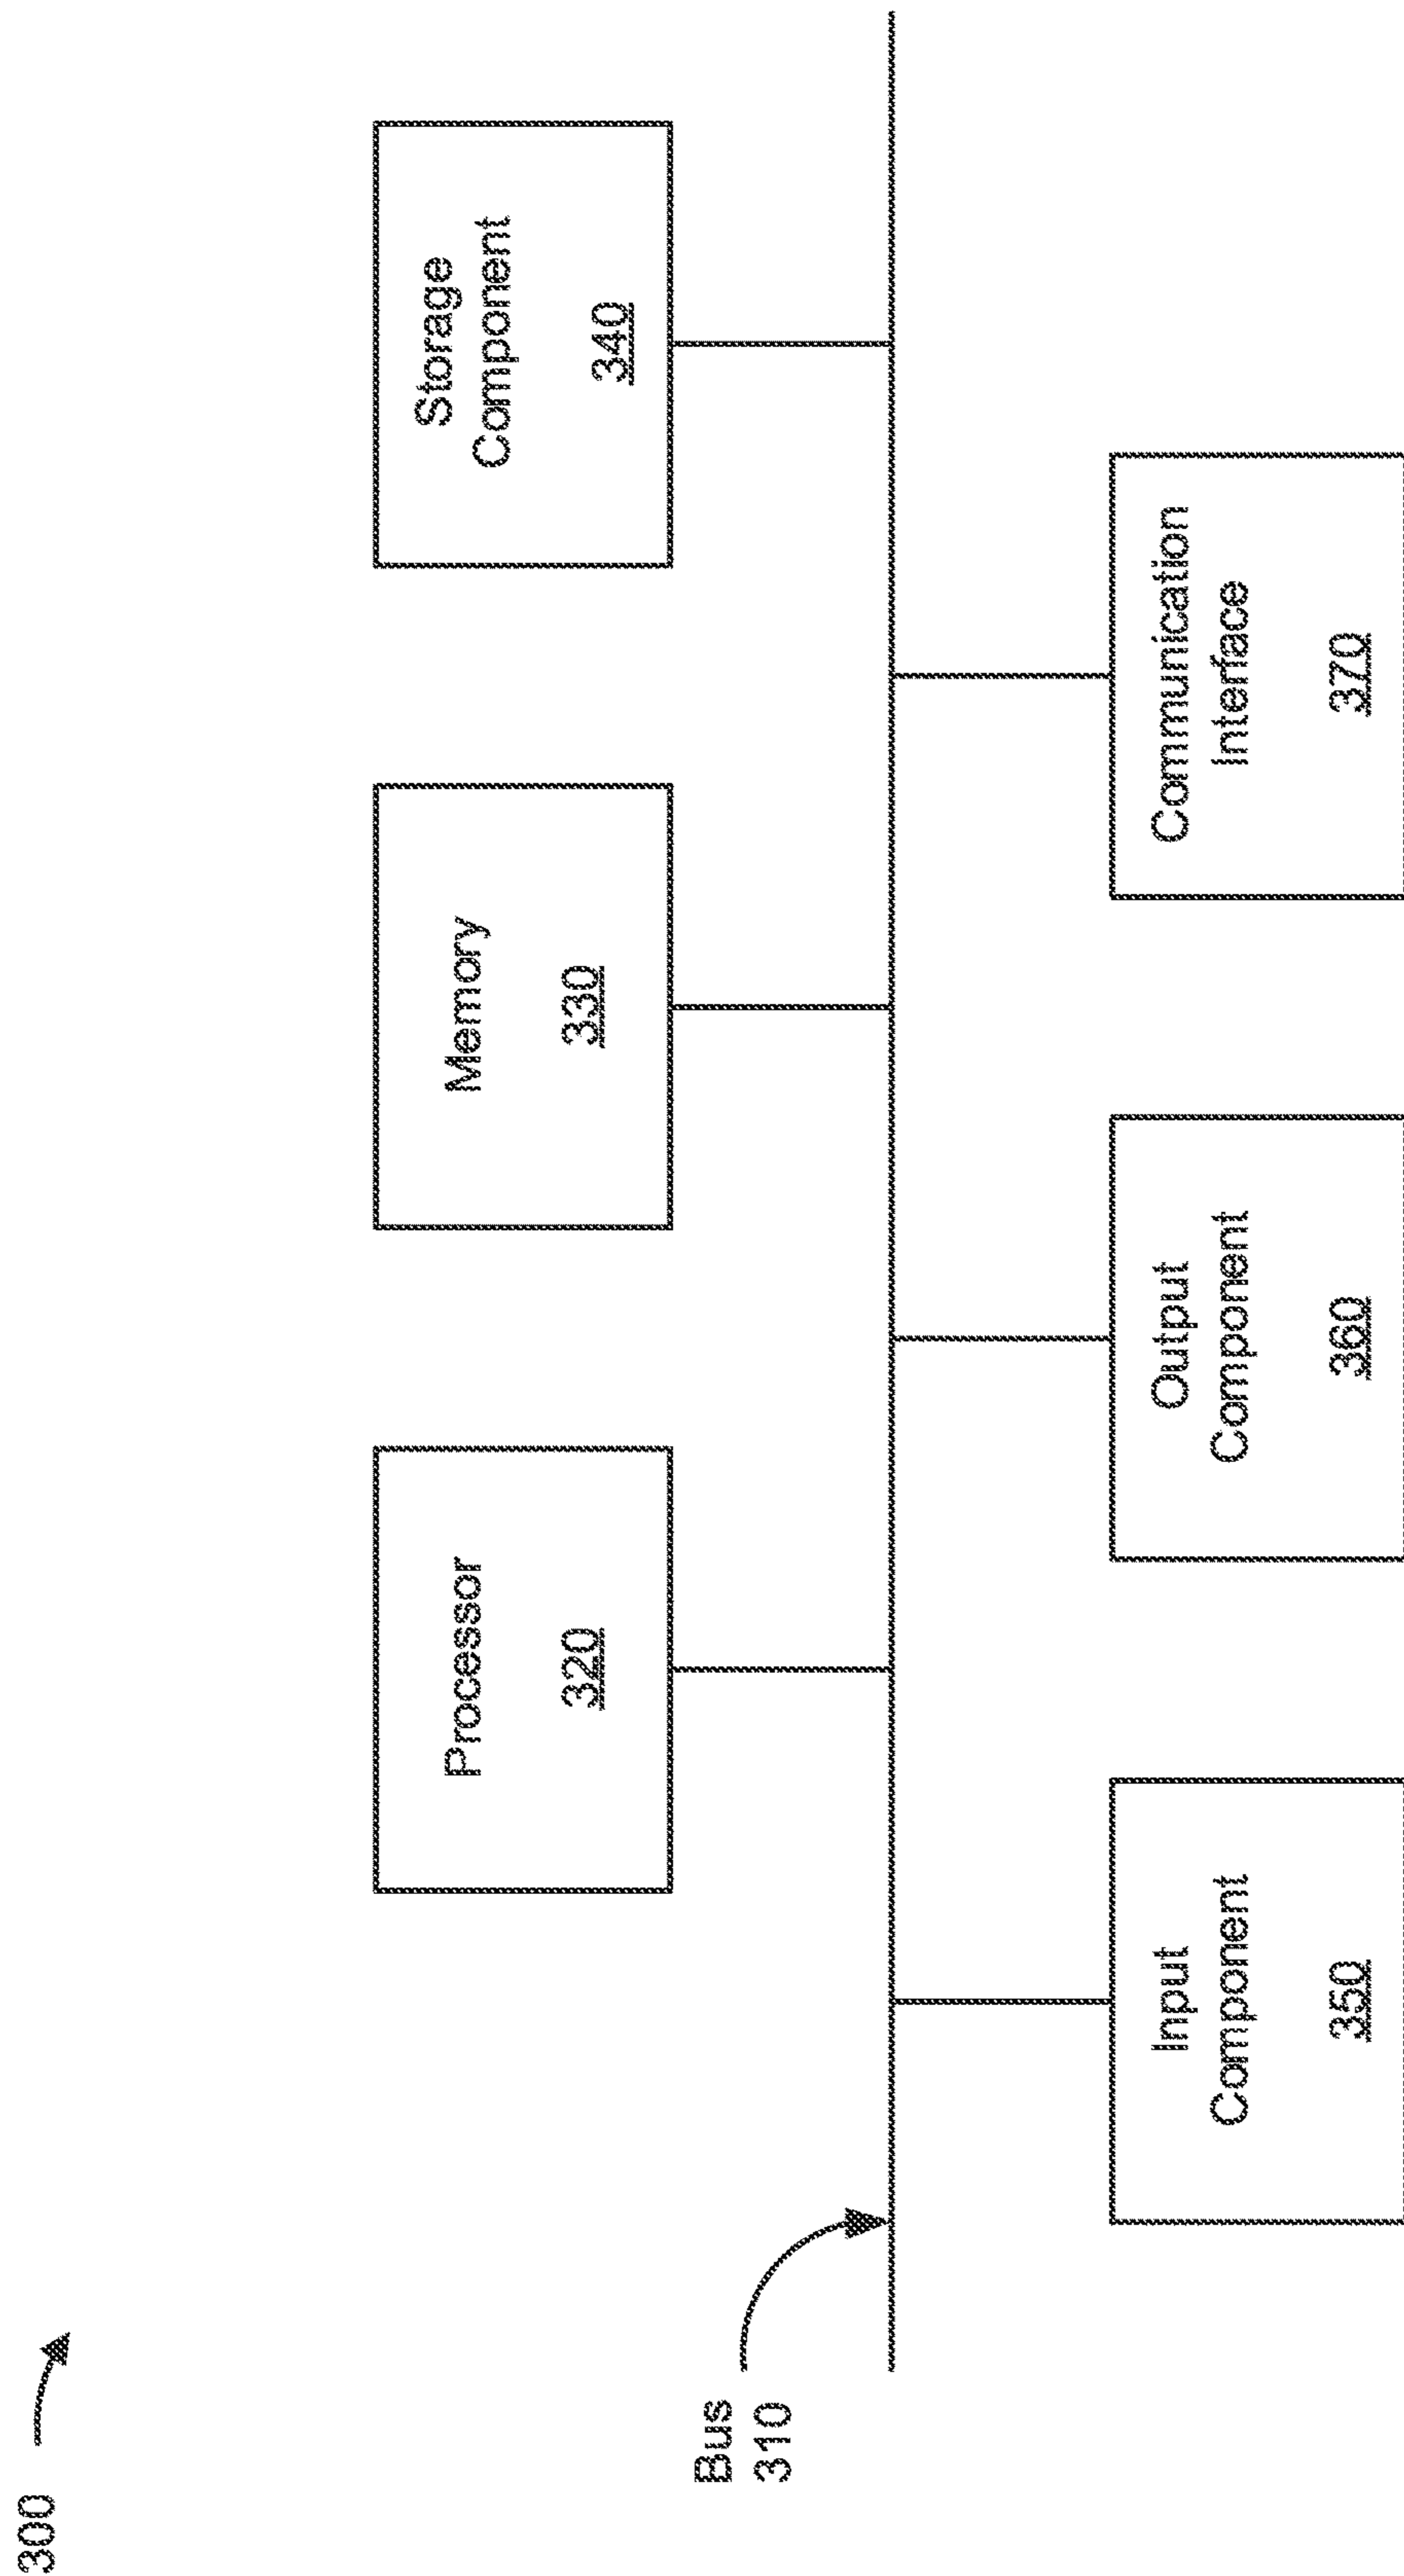 300
Processor
320
Memory
330
Storage
Component
340
Bus
310
Input
Component
350
Output
Component
360
Communication
Interface
370